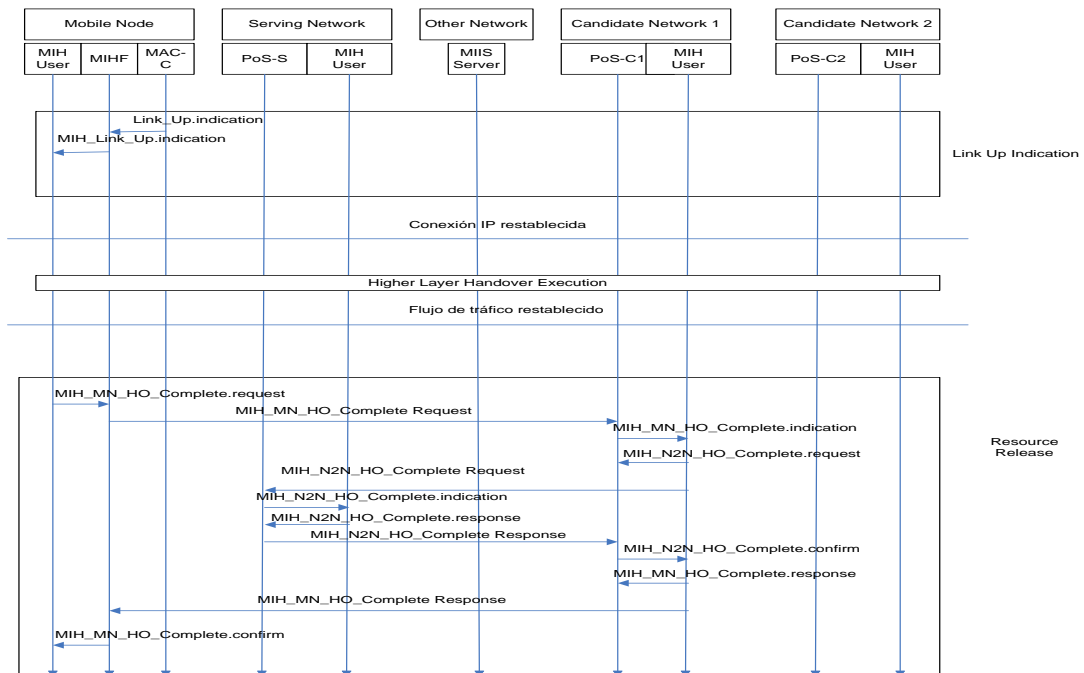 Mobile Node
Serving Network
Other Network
Candidate Network 1
Candidate Network 2
MIH
User
MIHF
MAC-
C
PoS-S
MIH
User
MIIS
Server
PoS-C1
MIH
User
PoS-C2
MIH
User
Link_Up.indication
MIH_Link_Up.indication
Link Up Indication
Conexión IP restablecida
Higher Layer Handover Execution
Flujo de tráfico restablecido
MIH_MN_HO_Complete.request
MIH_MN_HO_Complete Request
MIH_MN_HO_Complete.indication
Resource
Release
MIH_N2N_HO_Complete.request
MIH_N2N_HO_Complete Request
MIH_N2N_HO_Complete.indication
MIH_N2N_HO_Complete.response
MIH_N2N_HO_Complete Response
MIH_N2N_HO_Complete.confirm
MIH_MN_HO_Complete.response
MIH_MN_HO_Complete Response
MIH_MN_HO_Complete.confirm